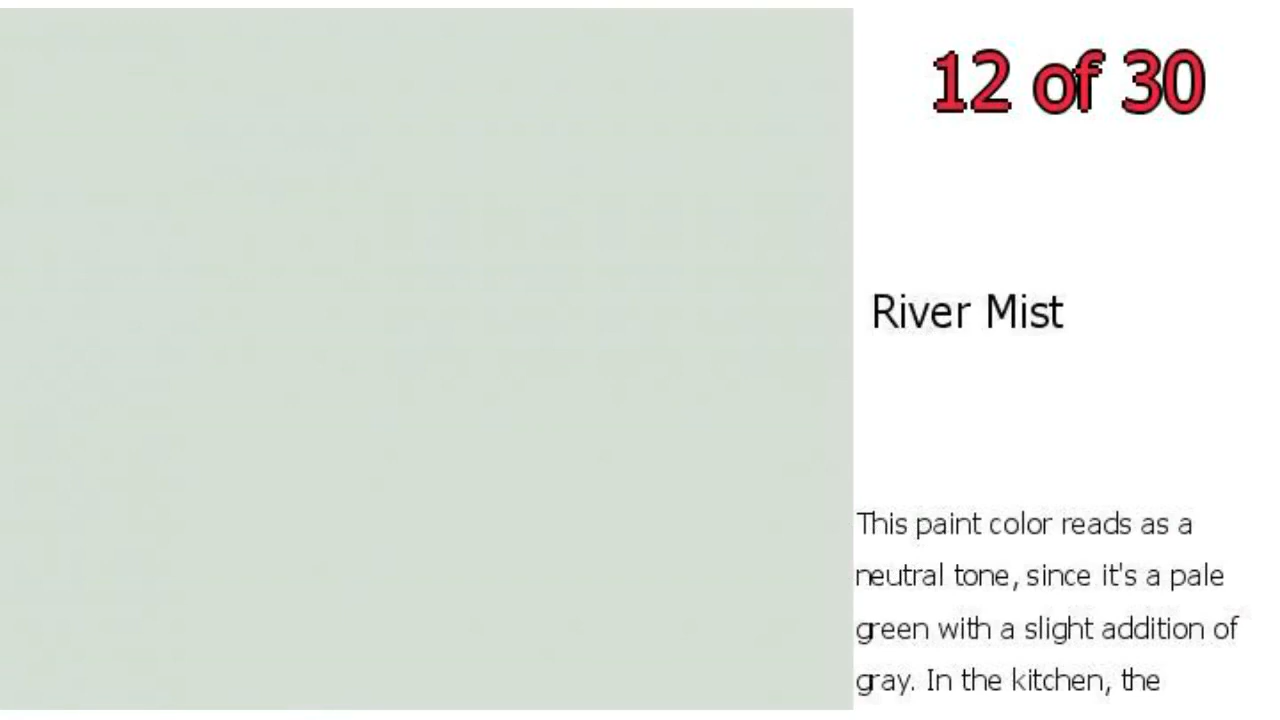 12 of 30
River Mist
This paint color reads as a
neutral tone, since it's a pale
green with a slight addition of
gray. In the kitchen, the